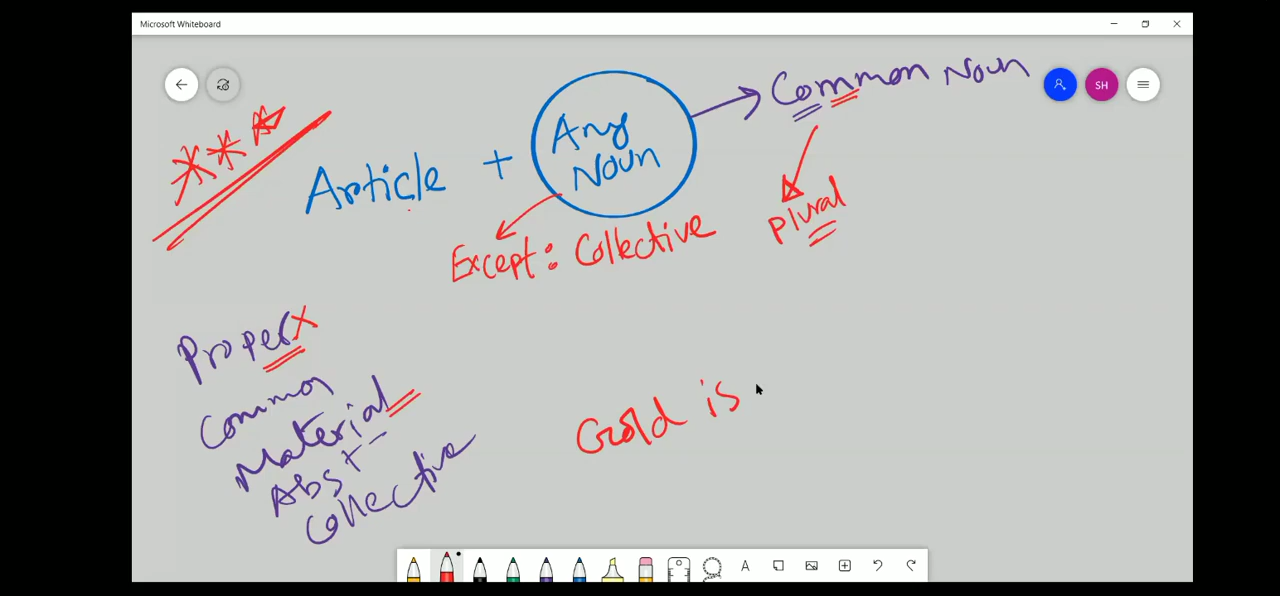 Microsoft Whiteboard
SH
Common Noun
Article + Any Noun
Plural
Except: Collective
Proper
Common
Material
Abst
Collective
Gold is
A